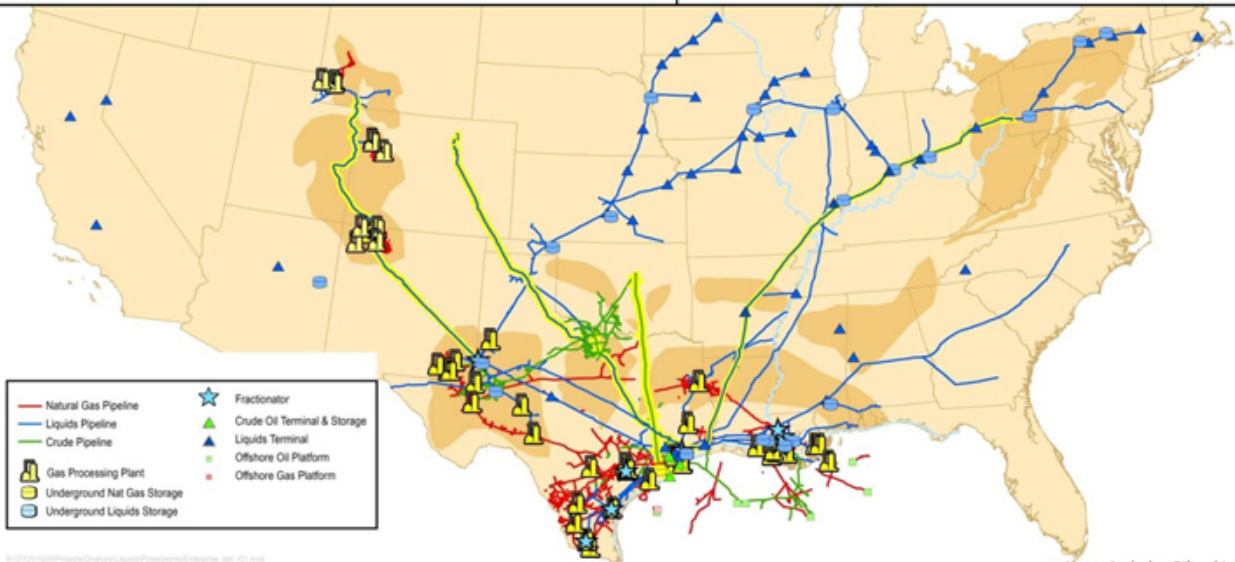 Natural Gas Pipeline
Liquids Pipeline
Crude Pipeline
Gas Processing Plant
Underground Nat Gas Storage
Underground Liquids Storage
Fractionator
Crude Oil Terminal & Storage
Liquids Terminal
Offshore Oil Platform
Offshore Gas Platform